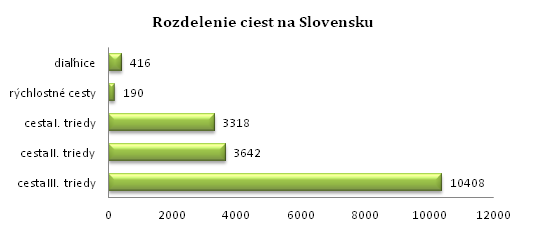 Rozdelenie ciest na Slovensku
diaľnice 416
rýchlostné cesty 190
cestaI. triedy 3318
cestaII. triedy 3642
cestaIII. triedy 10408
0 2000 4000 6000 8000 10000 12000